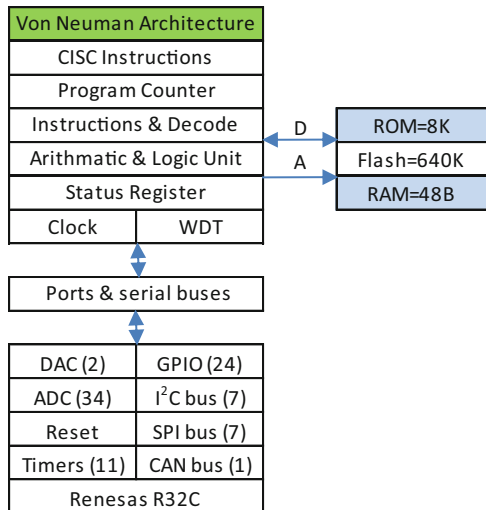 Von Neuman Architecture
CISC Instructions
Program Counter
Instructions & Decode
Arithmatic & Logic Unit
Status Register
Clock WDT
D
A
ROM=8K
Flash=640K
RAM=48B
Ports & serial buses
DAC (2) GPIO (24)
ADC (34) I²C bus (7)
Reset SPI bus (7)
Timers (11) CAN bus (1)
Renesas R32C